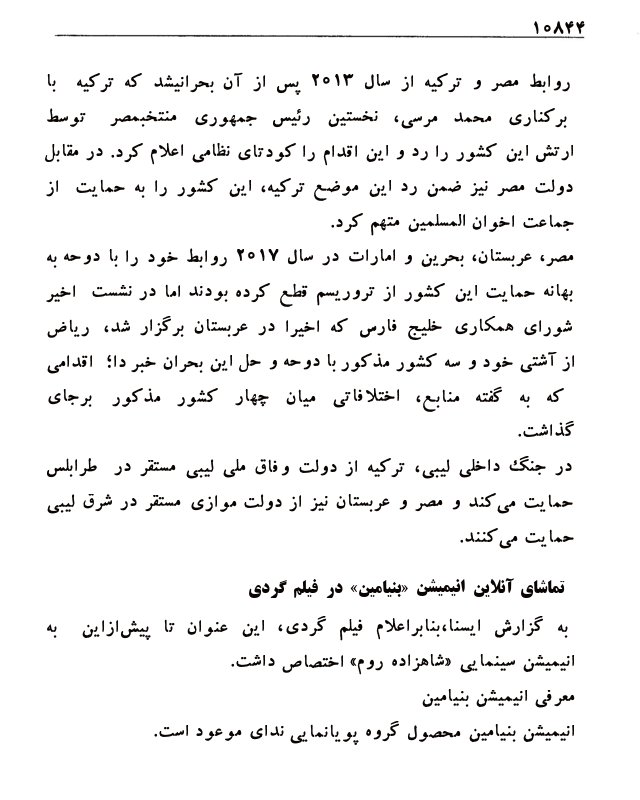 ۱۰۸۴۴
روابط مصر و ترکیه از سال ۲۰۱۳ پس از آن بحرانیشد که ترکیه با
برکناری محمد مرسی، نخستین رئیس جمهوری منتخبمصر توسط
ارتش این کشور را رد و این اقدام را کودتای نظامی اعلام کرد. در مقابل
دولت مصر نیز ضمن رد این موضع ترکیه، این کشور را به حمایت از
جماعت اخوان المسلمین متهم کرد.
مصر، عربستان، بحرین و امارات در سال ۲۰۱۷ روابط خود را با دوحه به
بهانه حمایت این کشور از تروریسم قطع کرده بودند اما در نشست اخیر
شورای همکاری خلیج فارس که اخیرا در عربستان برگزار شد، ریاض
از آشتی خود و سه کشور مذکور با دوحه و حل این بحران خبر دا؛ اقدامی
که به گفته منابع، اختلافاتی میان چهار کشور مذکور برجای
گذاشت.
در جنگ داخلی لیبی، ترکیه از دولت وفاق ملی لیبی مستقر در طرابلس
حمایت می‌کند و مصر و عربستان نیز از دولت موازی مستقر در شرق لیبی
حمایت می‌کنند.
تماشای آنلاین انیمیشن «بنیامین» در فیلم گردی
به گزارش ایسنا،بنابراعلام فیلم گردی، این عنوان تا پیش‌ازاین به
انیمیشن سینمایی «شاهزاده روم» اختصاص داشت.
معرفی انیمیشن بنیامین
انیمیشن بنیامین محصول گروه پویانمایی ندای موعود است.